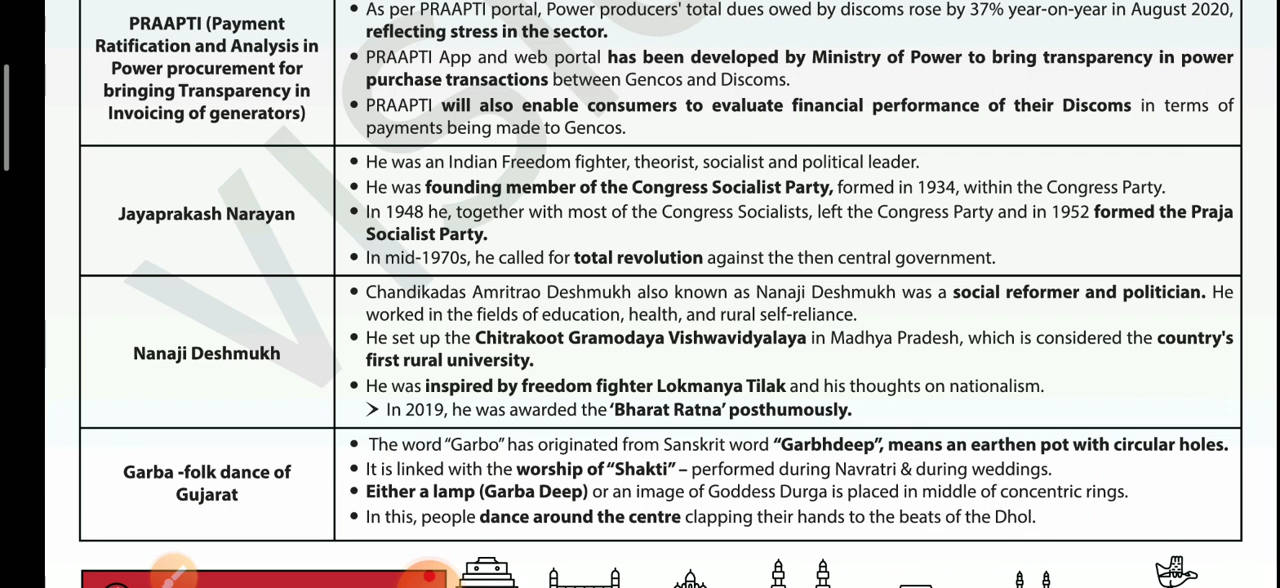 PRAAPTI (Payment
Ratification and Analysis in
Power procurement for
bringing Transparency in
Invoicing of generators)
• As per PRAAPTI portal, Power producers' total dues owed by discoms rose by 37% year-on-year in August 2020,
reflecting stress in the sector.
• PRAAPTI App and web portal has been developed by Ministry of Power to bring transparency in power
purchase transactions between Gencos and Discoms.
• PRAAPTI will also enable consumers to evaluate financial performance of their Discoms in terms of
payments being made to Gencos.
Jayaprakash Narayan
• He was an Indian Freedom fighter, theorist, socialist and political leader.
• He was founding member of the Congress Socialist Party, formed in 1934, within the Congress Party.
• In 1948 he, together with most of the Congress Socialists, left the Congress Party and in 1952 formed the Praja
Socialist Party.
• In mid-1970s, he called for total revolution against the then central government.
Nanaji Deshmukh
• Chandikadas Amritrao Deshmukh also known as Nanaji Deshmukh was a social reformer and politician. He
worked in the fields of education, health, and rural self-reliance.
• He set up the Chitrakoot Gramodaya Vishwavidyalaya in Madhya Pradesh, which is considered the country's
first rural university.
• He was inspired by freedom fighter Lokmanya Tilak and his thoughts on nationalism.
➢ In 2019, he was awarded the 'Bharat Ratna' posthumously.
Garba -folk dance of
Gujarat
• The word "Garbo" has originated from Sanskrit word "Garbhdeep", means an earthen pot with circular holes.
• It is linked with the worship of "Shakti" – performed during Navratri & during weddings.
• Either a lamp (Garba Deep) or an image of Goddess Durga is placed in middle of concentric rings.
• In this, people dance around the centre clapping their hands to the beats of the Dhol.
VISI